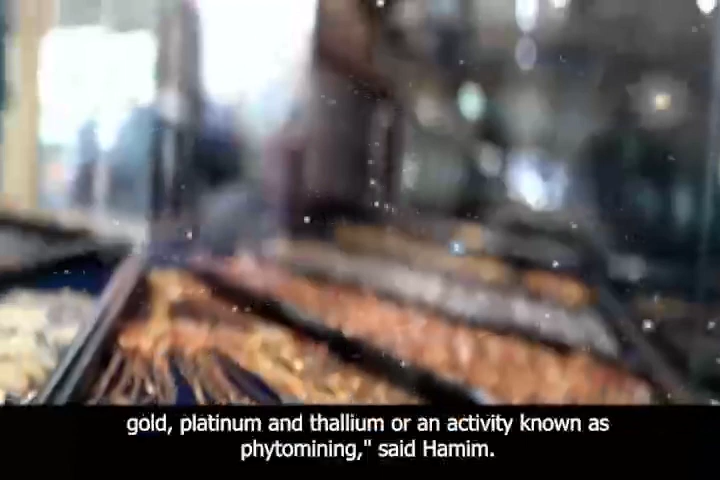 gold, platinum and thallium or an activity known as
phytomining," said Hamim.